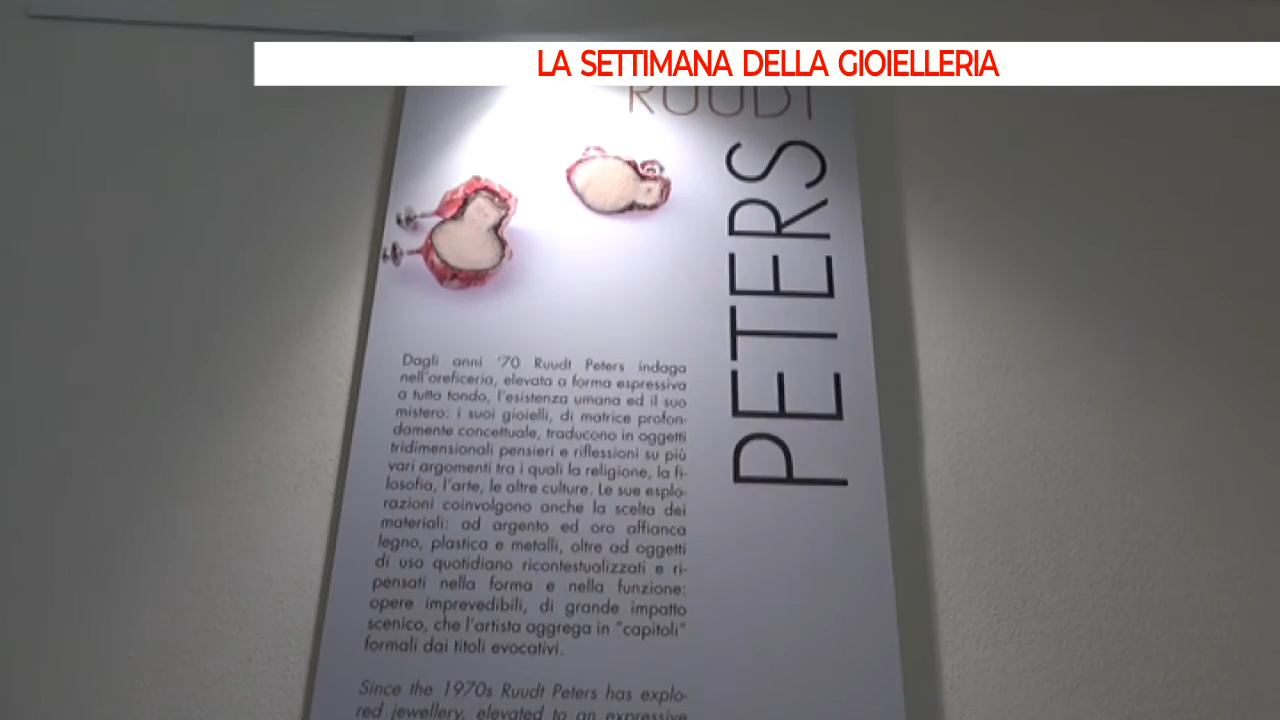 LA SETTIMANA DELLA GIOIELLERIA
RUUDT
PETERS
Dagli anni '70 Ruudt Peters indaga
nell'oreficeria, elevata a forma espressiva
a tutto tondo, l'esistenza umana ed il suo
mistero: i suoi gioielli, di matrice profon-
damente concettuale, traducono in oggetti
tridimensionali pensieri e riflessioni su più
vari argomenti tra i quali la religione, la fi-
losofia, l'arte, le altre culture. Le sue esplo-
razioni coinvolgono anche la scelta dei
materiali: ad argento ed oro affianca
legno, plastica e metalli, oltre ad oggetti
di uso quotidiano ricontestualizzati e ri-
pensati nella forma e nella funzione:
opere imprevedibili, di grande impatto
scenico, che l'artista aggrega in "capitoli"
formali dai titoli evocativi.
Since the 1970s Ruudt Peters has explo-
red jewellery, elevated to an expressive